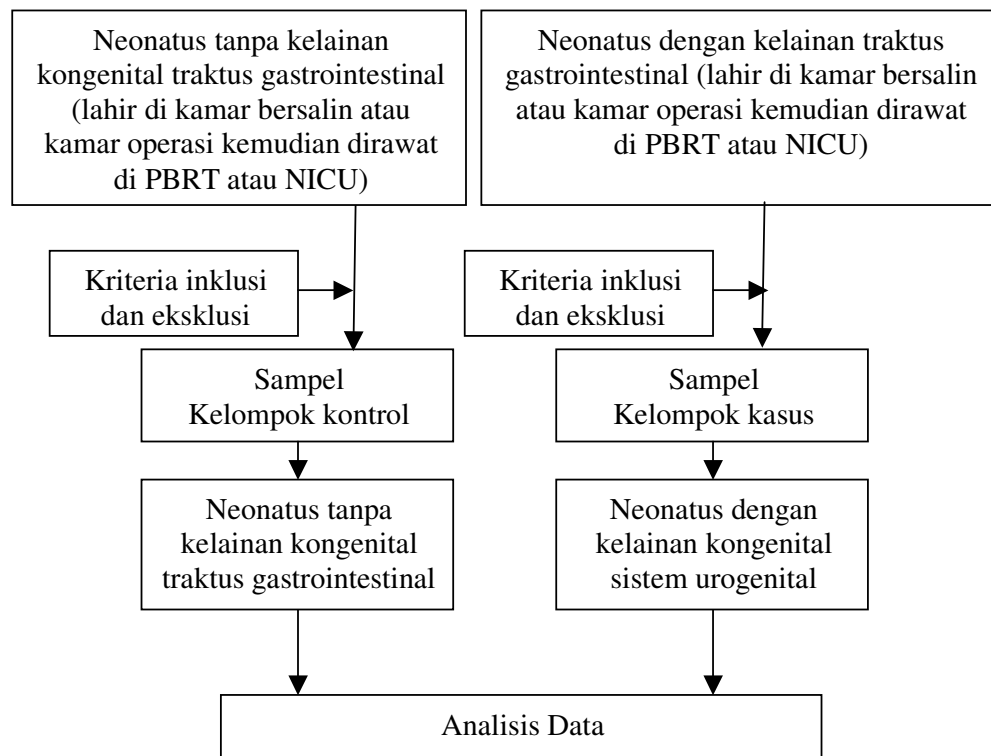 Neonatus tanpa kelainan
kongenital traktus gastrointestinal
(lahir di kamar bersalin atau
kamar operasi kemudian dirawat
di PBRT atau NICU)
Neonatus dengan kelainan traktus
gastrointestinal (lahir di kamar bersalin
atau kamar operasi kemudian dirawat
di PBRT atau NICU)
Kriteria inklusi
dan eksklusi
Kriteria inklusi
dan eksklusi
Sampel
Kelompok kontrol
Sampel
Kelompok kasus
Neonatus tanpa
kelainan kongenital
traktus gastrointestinal
Neonatus dengan
kelainan kongenital
sistem urogenital
Analisis Data